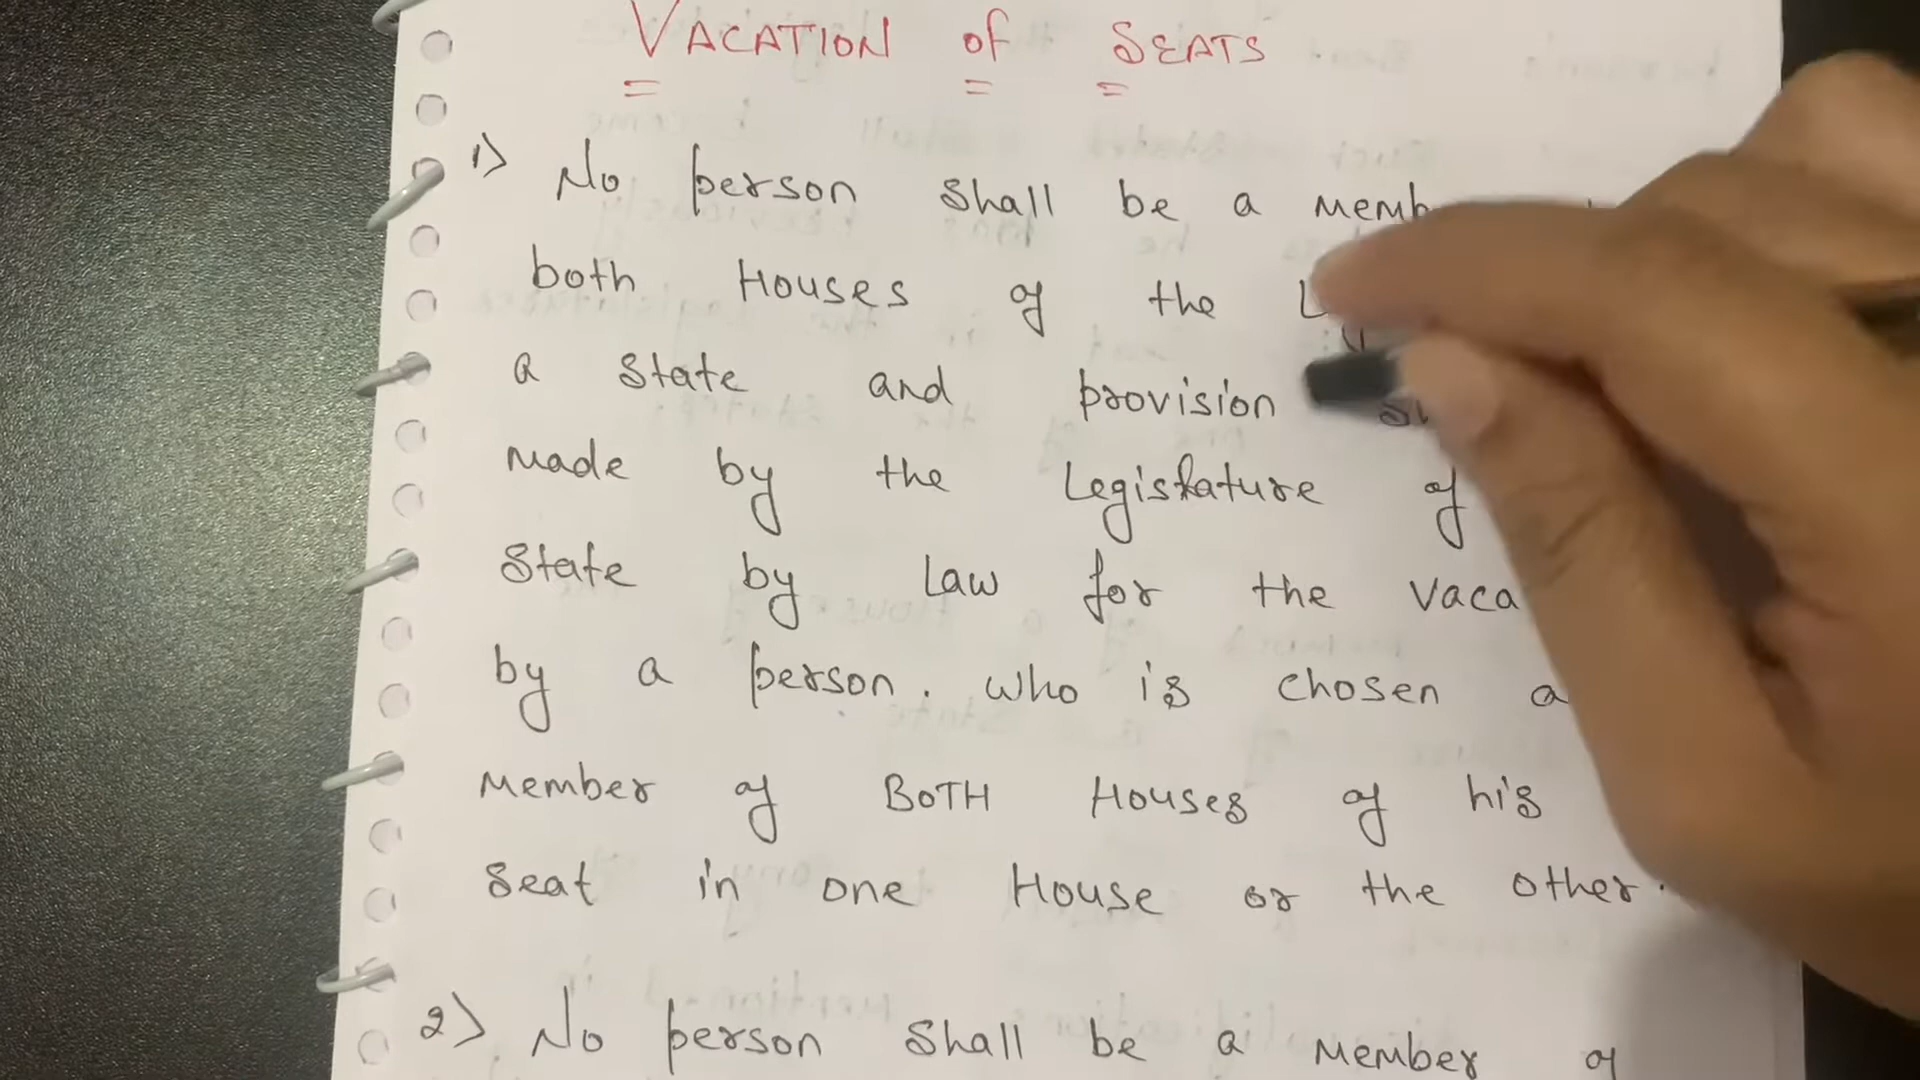 VACATION of SEATS
1) No person shall be a
both Houses of the
a state and provision
made by the Legislature of
State by Law for the
by a person. who is chosen
member of BOTH Houses of his
seat in one House or the other.
2) No person shall be a member of